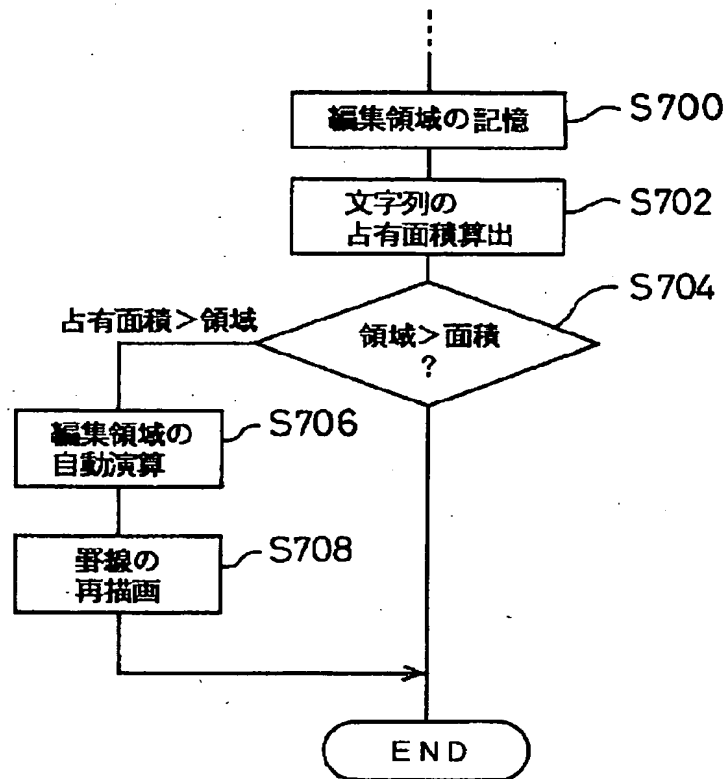 編集領域の記憶
S700
文字列の
占有面積算出
S702
S704
占有面積>領域
領域>面積
?
編集領域の
自動演算
S706
罫線の
再描画
S708
END